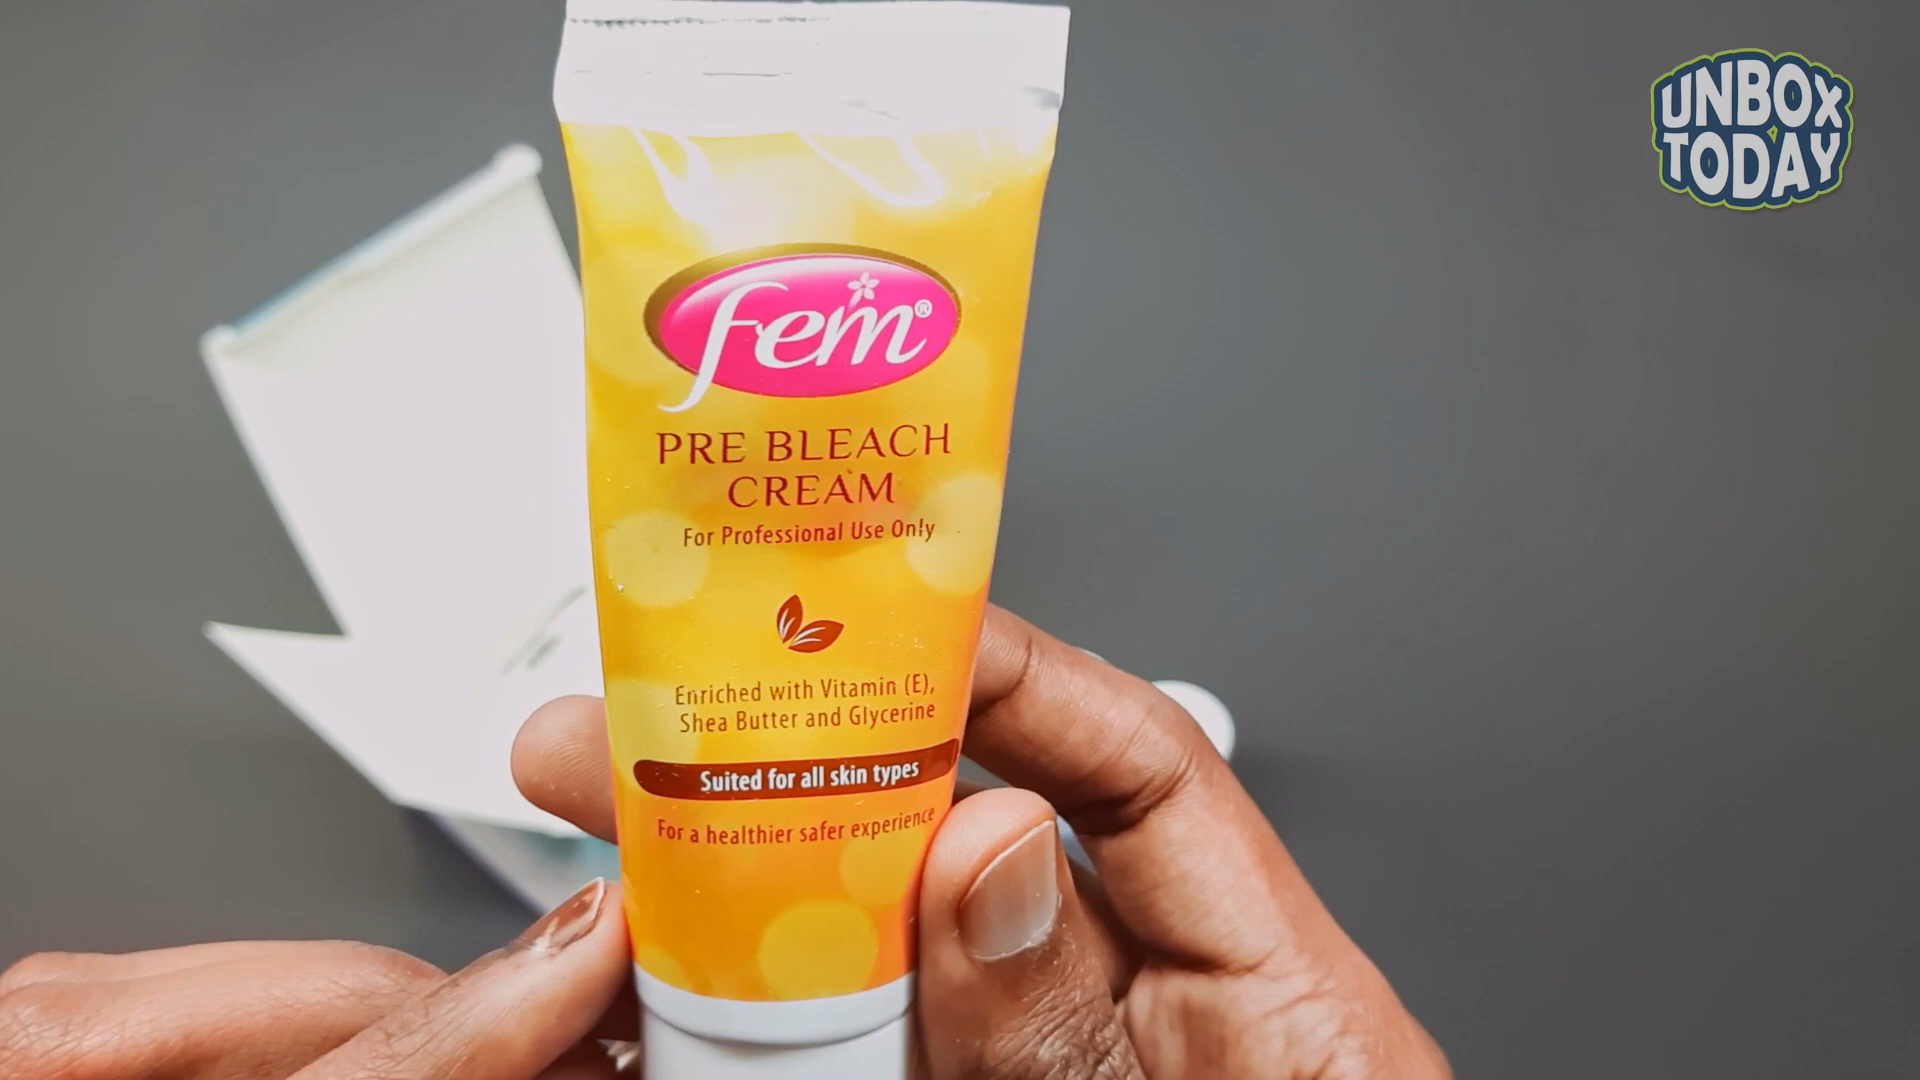 UNBOX
TODAY
fem®
PRE BLEACH
CREAM
For Professional Use Only
Enriched with Vitamin (E),
Shea Butter and Glycerine
Suited for all skin types
For a healthier safer experience